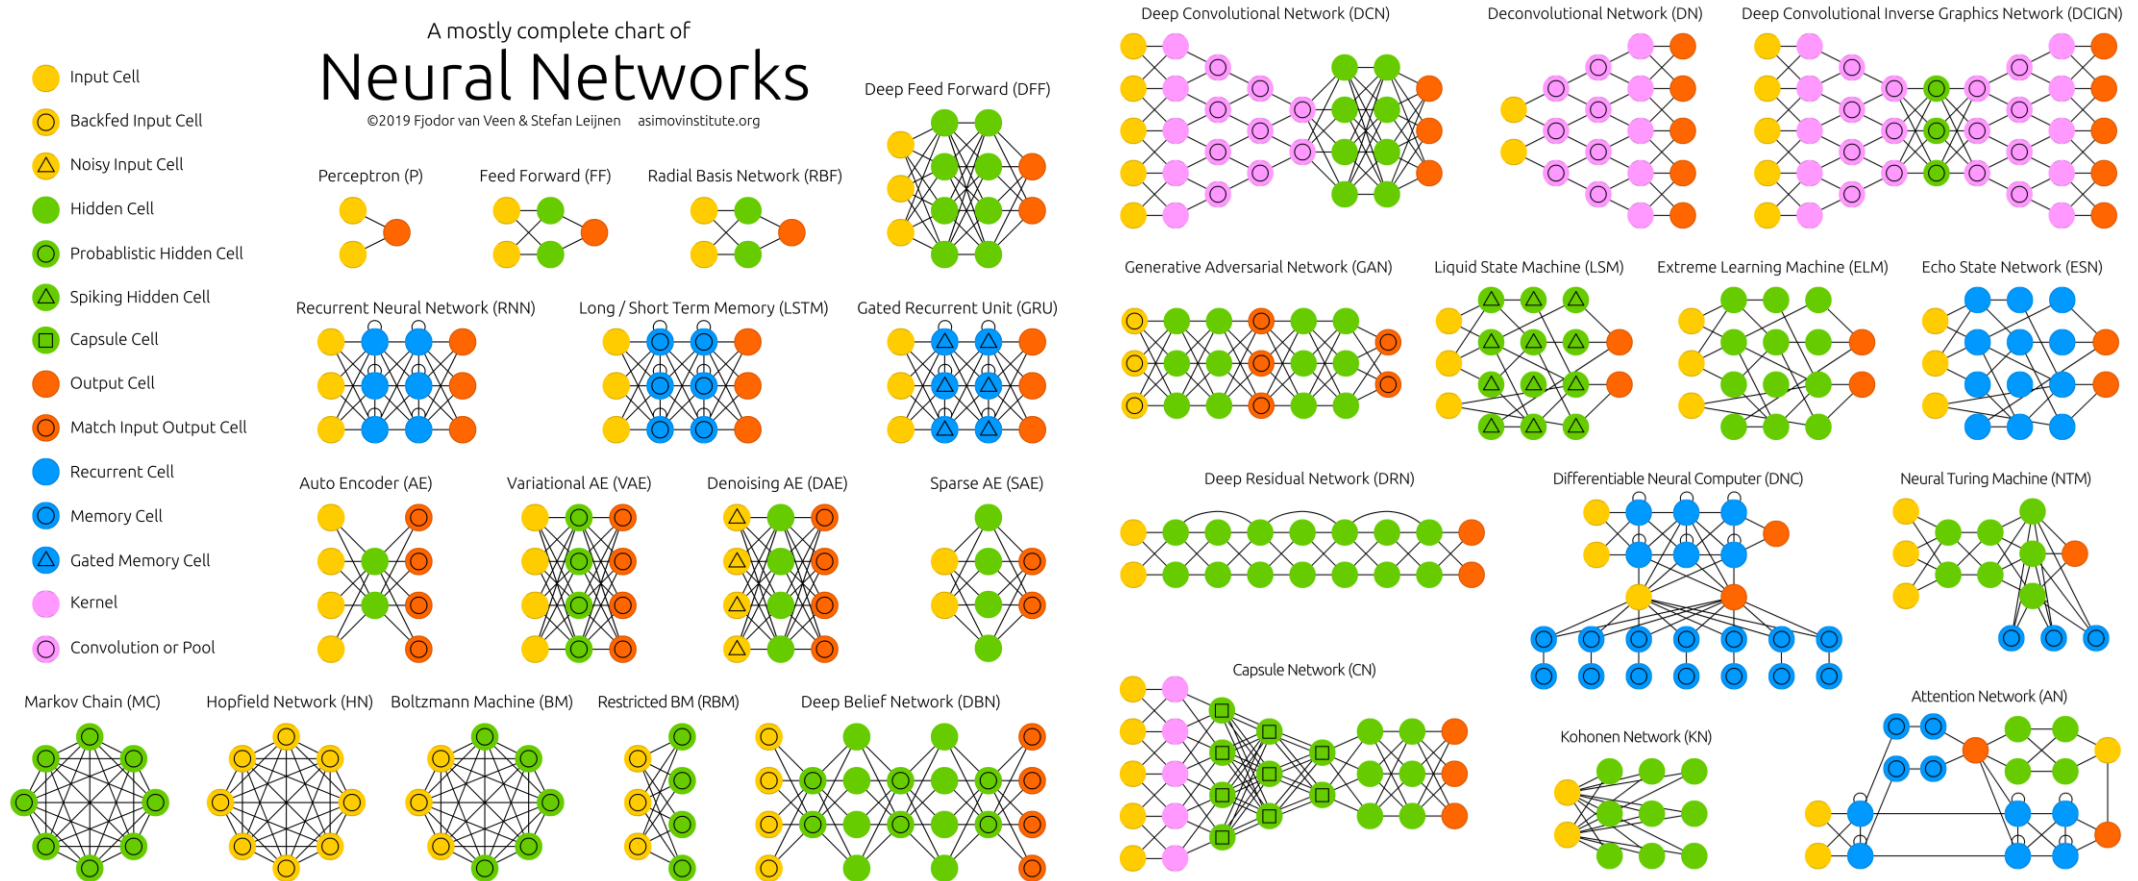 A mostly complete chart of
Neural Networks
©2019 Fjodor van Veen & Stefan Leijnen asimovinstitute.org
Input Cell
Backfed Input Cell
Noisy Input Cell
Hidden Cell
Probablistic Hidden Cell
Spiking Hidden Cell
Capsule Cell
Output Cell
Match Input Output Cell
Recurrent Cell
Memory Cell
Gated Memory Cell
Kernel
Convolution or Pool
Deep Feed Forward (DFF)
Perceptron (P)
Feed Forward (FF)
Radial Basis Network (RBF)
Recurrent Neural Network (RNN)
Long / Short Term Memory (LSTM)
Gated Recurrent Unit (GRU)
Auto Encoder (AE)
Variational AE (VAE)
Denoising AE (DAE)
Sparse AE (SAE)
Markov Chain (MC)
Hopfield Network (HN)
Boltzmann Machine (BM)
Restricted BM (RBM)
Deep Belief Network (DBN)
Deep Convolutional Network (DCN)
Deconvolutional Network (DN)
Deep Convolutional Inverse Graphics Network (DCIGN)
Generative Adversarial Network (GAN)
Liquid State Machine (LSM)
Extreme Learning Machine (ELM)
Echo State Network (ESN)
Deep Residual Network (DRN)
Differentiable Neural Computer (DNC)
Neural Turing Machine (NTM)
Capsule Network (CN)
Kohonen Network (KN)
Attention Network (AN)